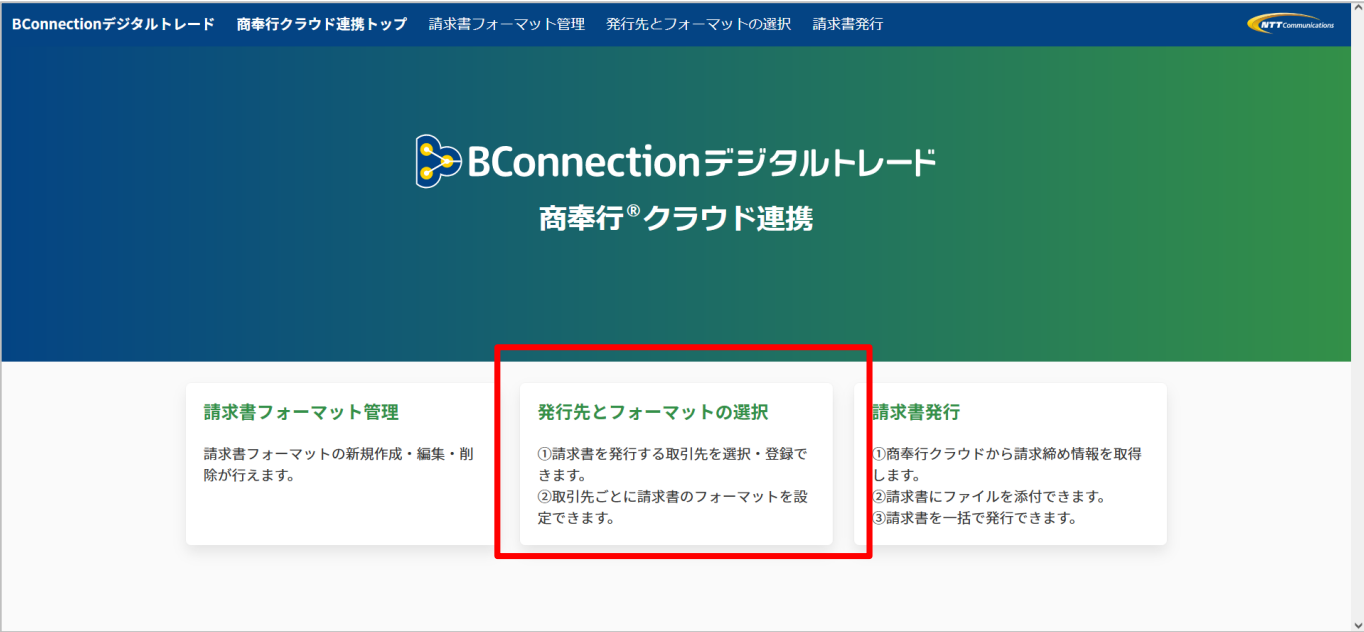 BConnectionデジタルトレード 商奉行クラウド連携トップ 請求書フォーマット管理 発行先とフォーマットの選択 請求書発行 NTT Communications
BConnectionデジタルトレード
商奉行®クラウド連携
請求書フォーマット管理
請求書フォーマットの新規作成・編集・削
除が行えます。
発行先とフォーマットの選択
①請求書を発行する取引先を選択・登録で
きます。
②取引先ごとに請求書のフォーマットを設
定できます。
請求書発行
①商奉行クラウドから請求締め情報を取得
します。
②請求書にファイルを添付できます。
③請求書を一括で発行できます。